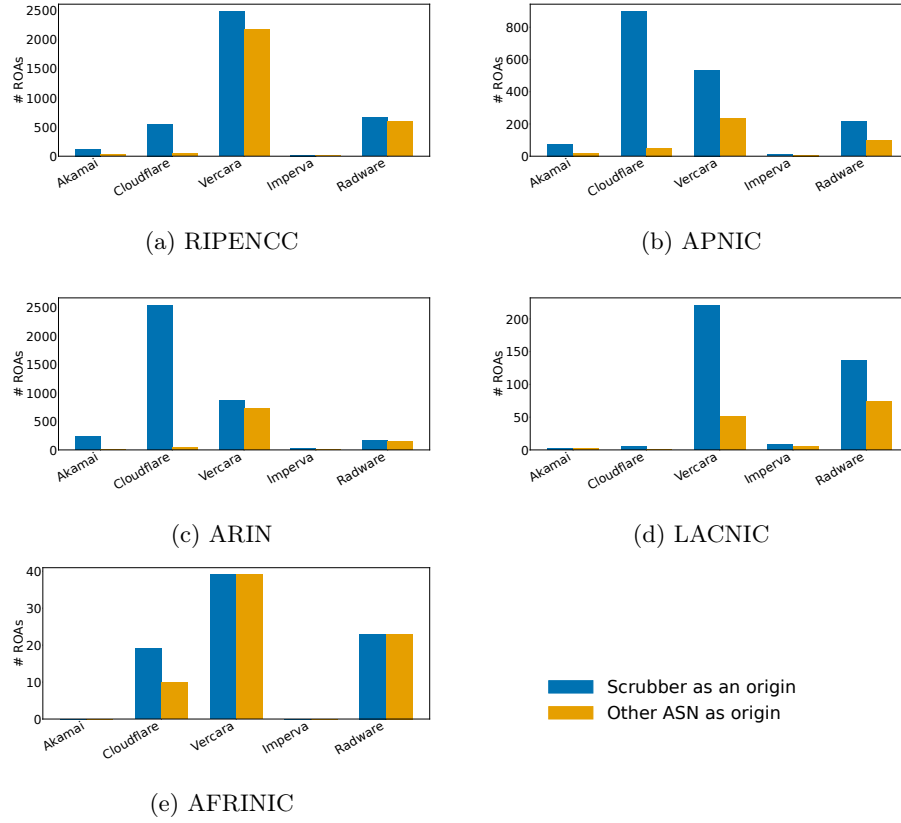 2500
2000
1500
1000
500
0
# ROAs
Akamai
Cloudflare
Vercara
Imperva
Radware
(a) RIPENCC
800
600
400
200
0
# ROAs
Akamai
Cloudflare
Vercara
Imperva
Radware
(b) APNIC
2500
2000
1500
1000
500
0
# ROAs
Akamai
Cloudflare
Vercara
Imperva
Radware
(c) ARIN
200
150
100
50
0
# ROAs
Akamai
Cloudflare
Vercara
Imperva
Radware
(d) LACNIC
40
30
20
10
0
# ROAs
Akamai
Cloudflare
Vercara
Imperva
Radware
(e) AFRINIC
Scrubber as an origin
Other ASN as origin